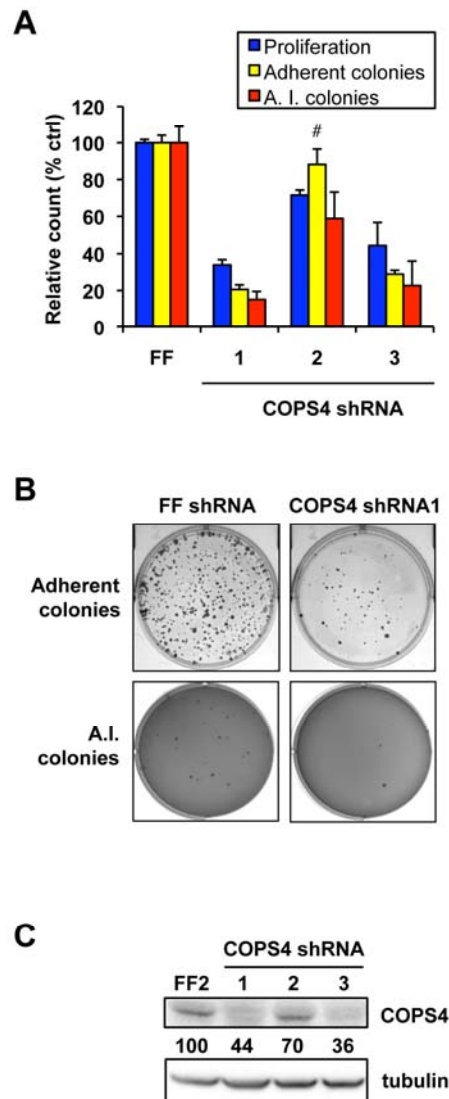 A
Proliferation
Adherent colonies
A. I. colonies
Relative count (% ctrl)
120
100
80
60
40
20
0
#
FF 1 2 3
COPS4 shRNA
B
FF shRNA COPS4 shRNA1
Adherent
colonies
A.I.
colonies
C
COPS4 shRNA
FF2 1 2 3
COPS4
100 44 70 36
tubulin